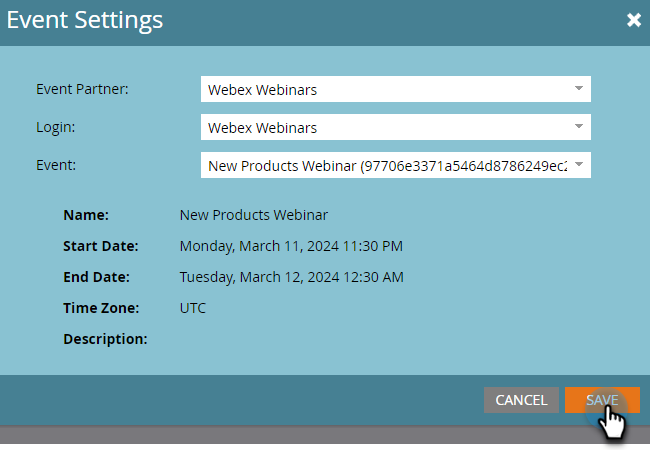 Event Settings
Event Partner: Webex Webinars
Login: Webex Webinars
Event: New Products Webinar (97706e3371a5464d8786249ec2
Name: New Products Webinar
Start Date: Monday, March 11, 2024 11:30 PM
End Date: Tuesday, March 12, 2024 12:30 AM
Time Zone: UTC
Description:
CANCEL SAVE